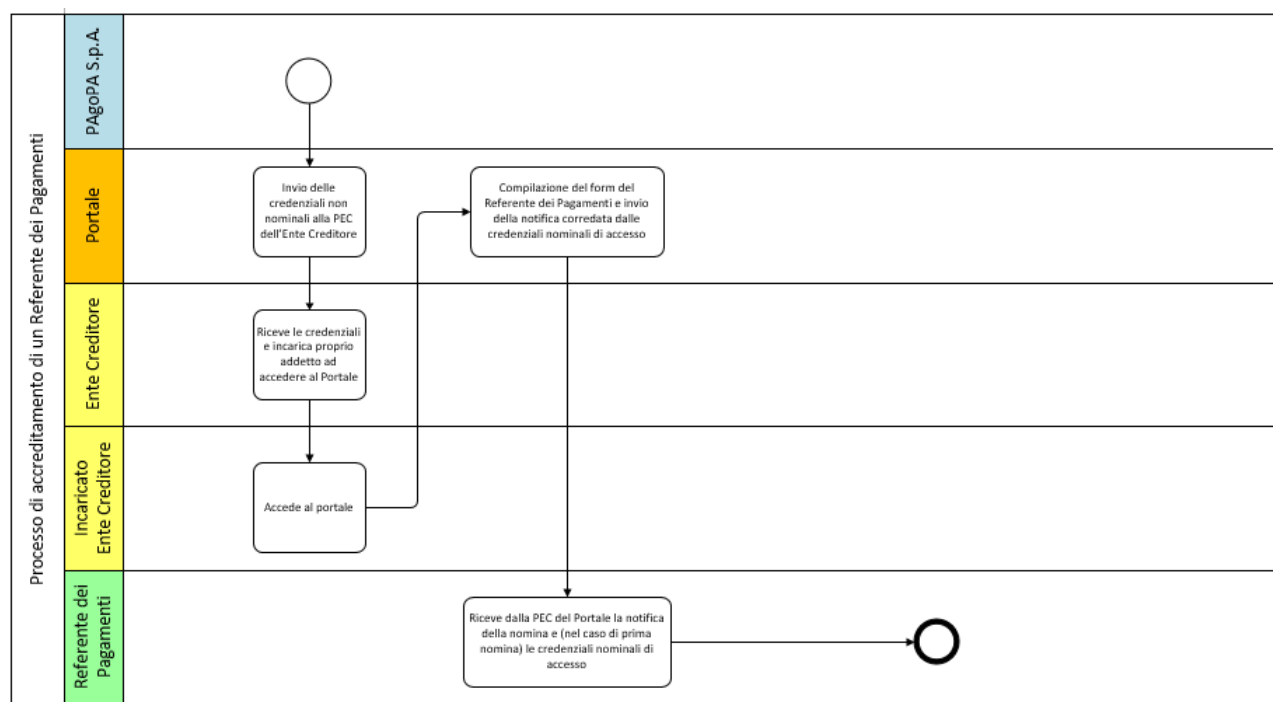 Processo di accreditamento di un Referente dei Pagamenti
PAgoPA S.p.A.
Portale
Invio delle
credenziali non
nominali alla PEC
dell'Ente Creditore
Compilazione del form del
Referente dei Pagamenti e invio
della notifica corredata dalle
credenziali nominali di accesso
Ente Creditore
Riceve le credenziali
e incarica proprio
addetto ad
accedere al Portale
Incaricato
Ente Creditore
Accede al portale
Referente dei
Pagamenti
Riceve dalla PEC del Portale la notifica
della nomina e (nel caso di prima
nomina) le credenziali nominali di
accesso